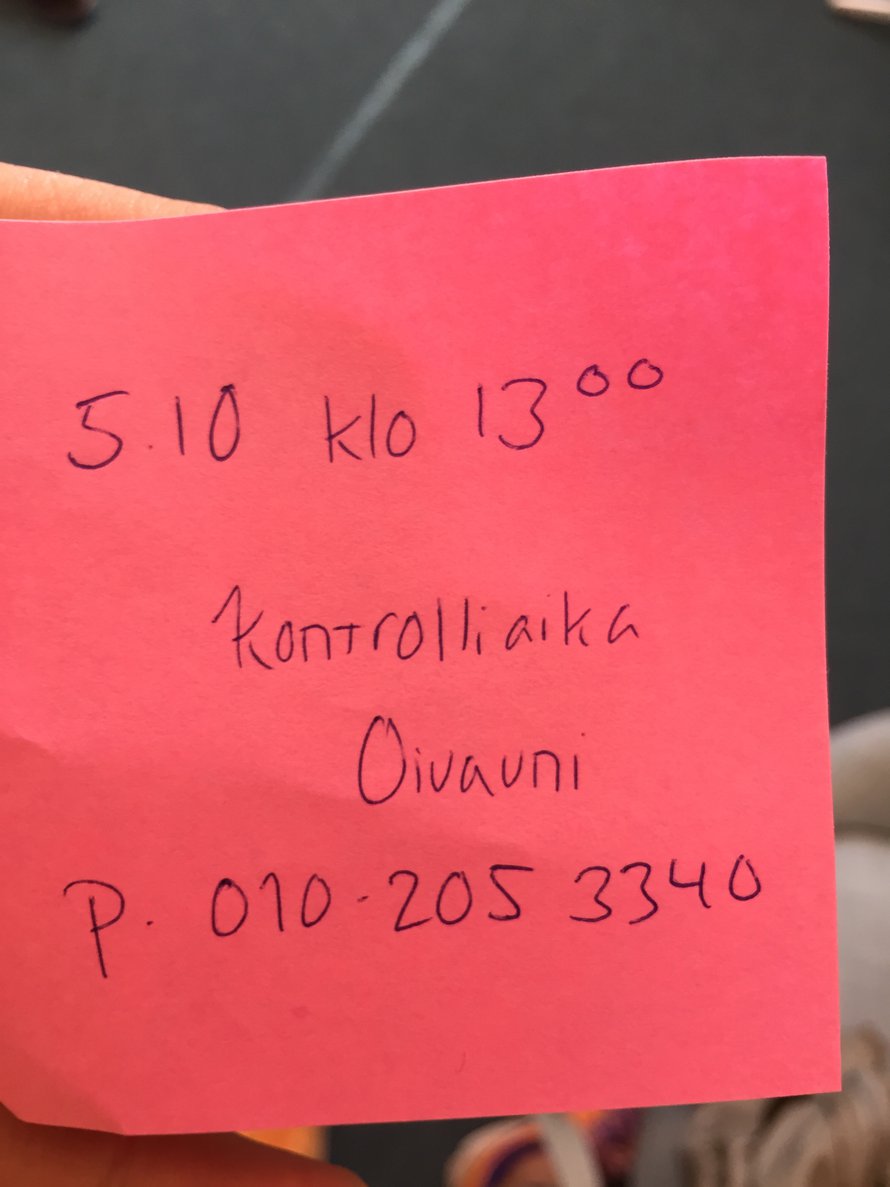 5.10 klo 13⁰⁰
Kontrolliaika
Oivauni
P. 010-205 3340